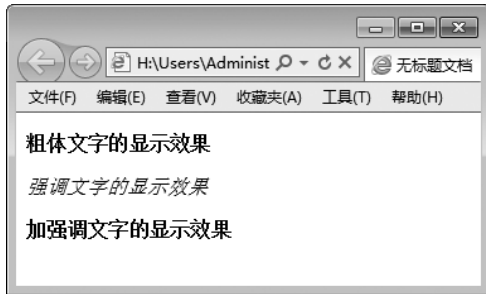 H:\Users\Administ
无标题文档
文件(F) 编辑(E) 查看(V) 收藏夹(A) 工具(T) 帮助(H)
粗体文字的显示效果
强调文字的显示效果
加强调文字的显示效果